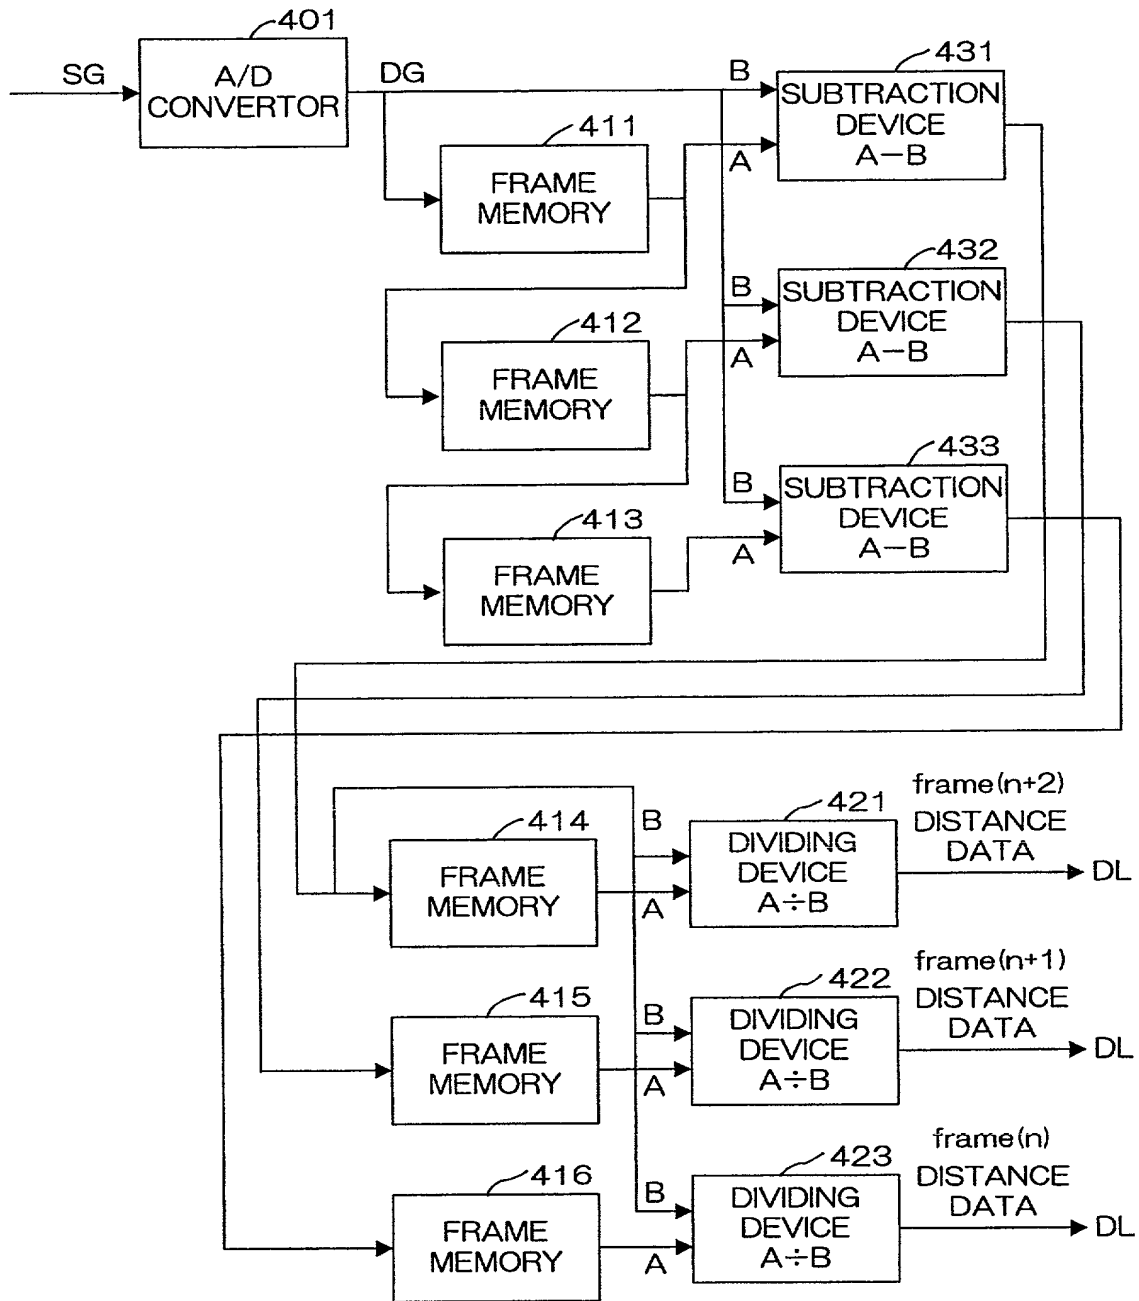 401
SG
A/D
CONVERTOR
DG
431
B
SUBTRACTION
DEVICE
A−B
A
411
FRAME
MEMORY
432
B
SUBTRACTION
DEVICE
A−B
A
412
FRAME
MEMORY
433
B
SUBTRACTION
DEVICE
A−B
A
413
FRAME
MEMORY
414
FRAME
MEMORY
B
A
421
DIVIDING
DEVICE
A÷B
frame(n+2)
DISTANCE
DATA
DL
415
FRAME
MEMORY
B
A
422
DIVIDING
DEVICE
A÷B
frame(n+1)
DISTANCE
DATA
DL
416
FRAME
MEMORY
B
A
423
DIVIDING
DEVICE
A÷B
frame(n)
DISTANCE
DATA
DL